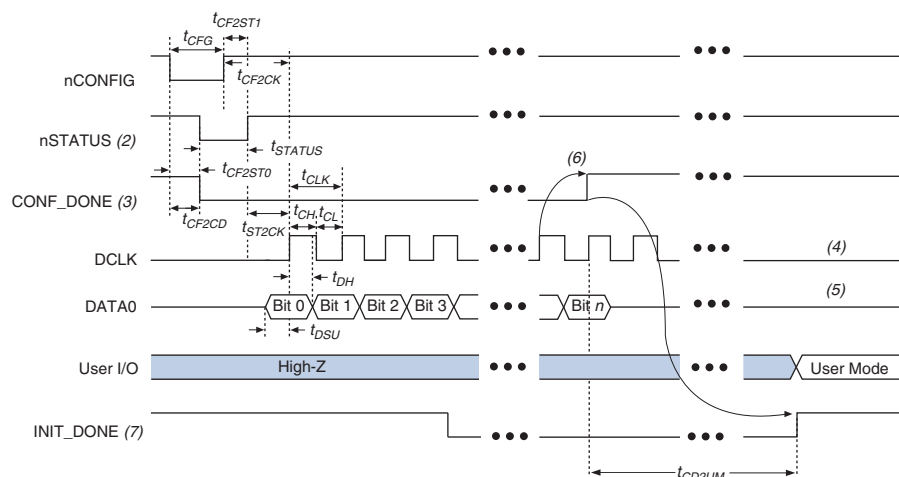 tCF2ST1
tCFG
tCF2CK
nCONFIG
nSTATUS (2)
tSTATUS
tCF2ST0
(6)
tCLK
CONF_DONE (3)
tCF2CD
tST2CK
tCH
tCL
DCLK
(4)
tDH
DATA0
Bit 0
Bit 1
Bit 2
Bit 3
Bit n
(5)
tDSU
User I/O
High-Z
User Mode
INIT_DONE (7)
tCD2UM